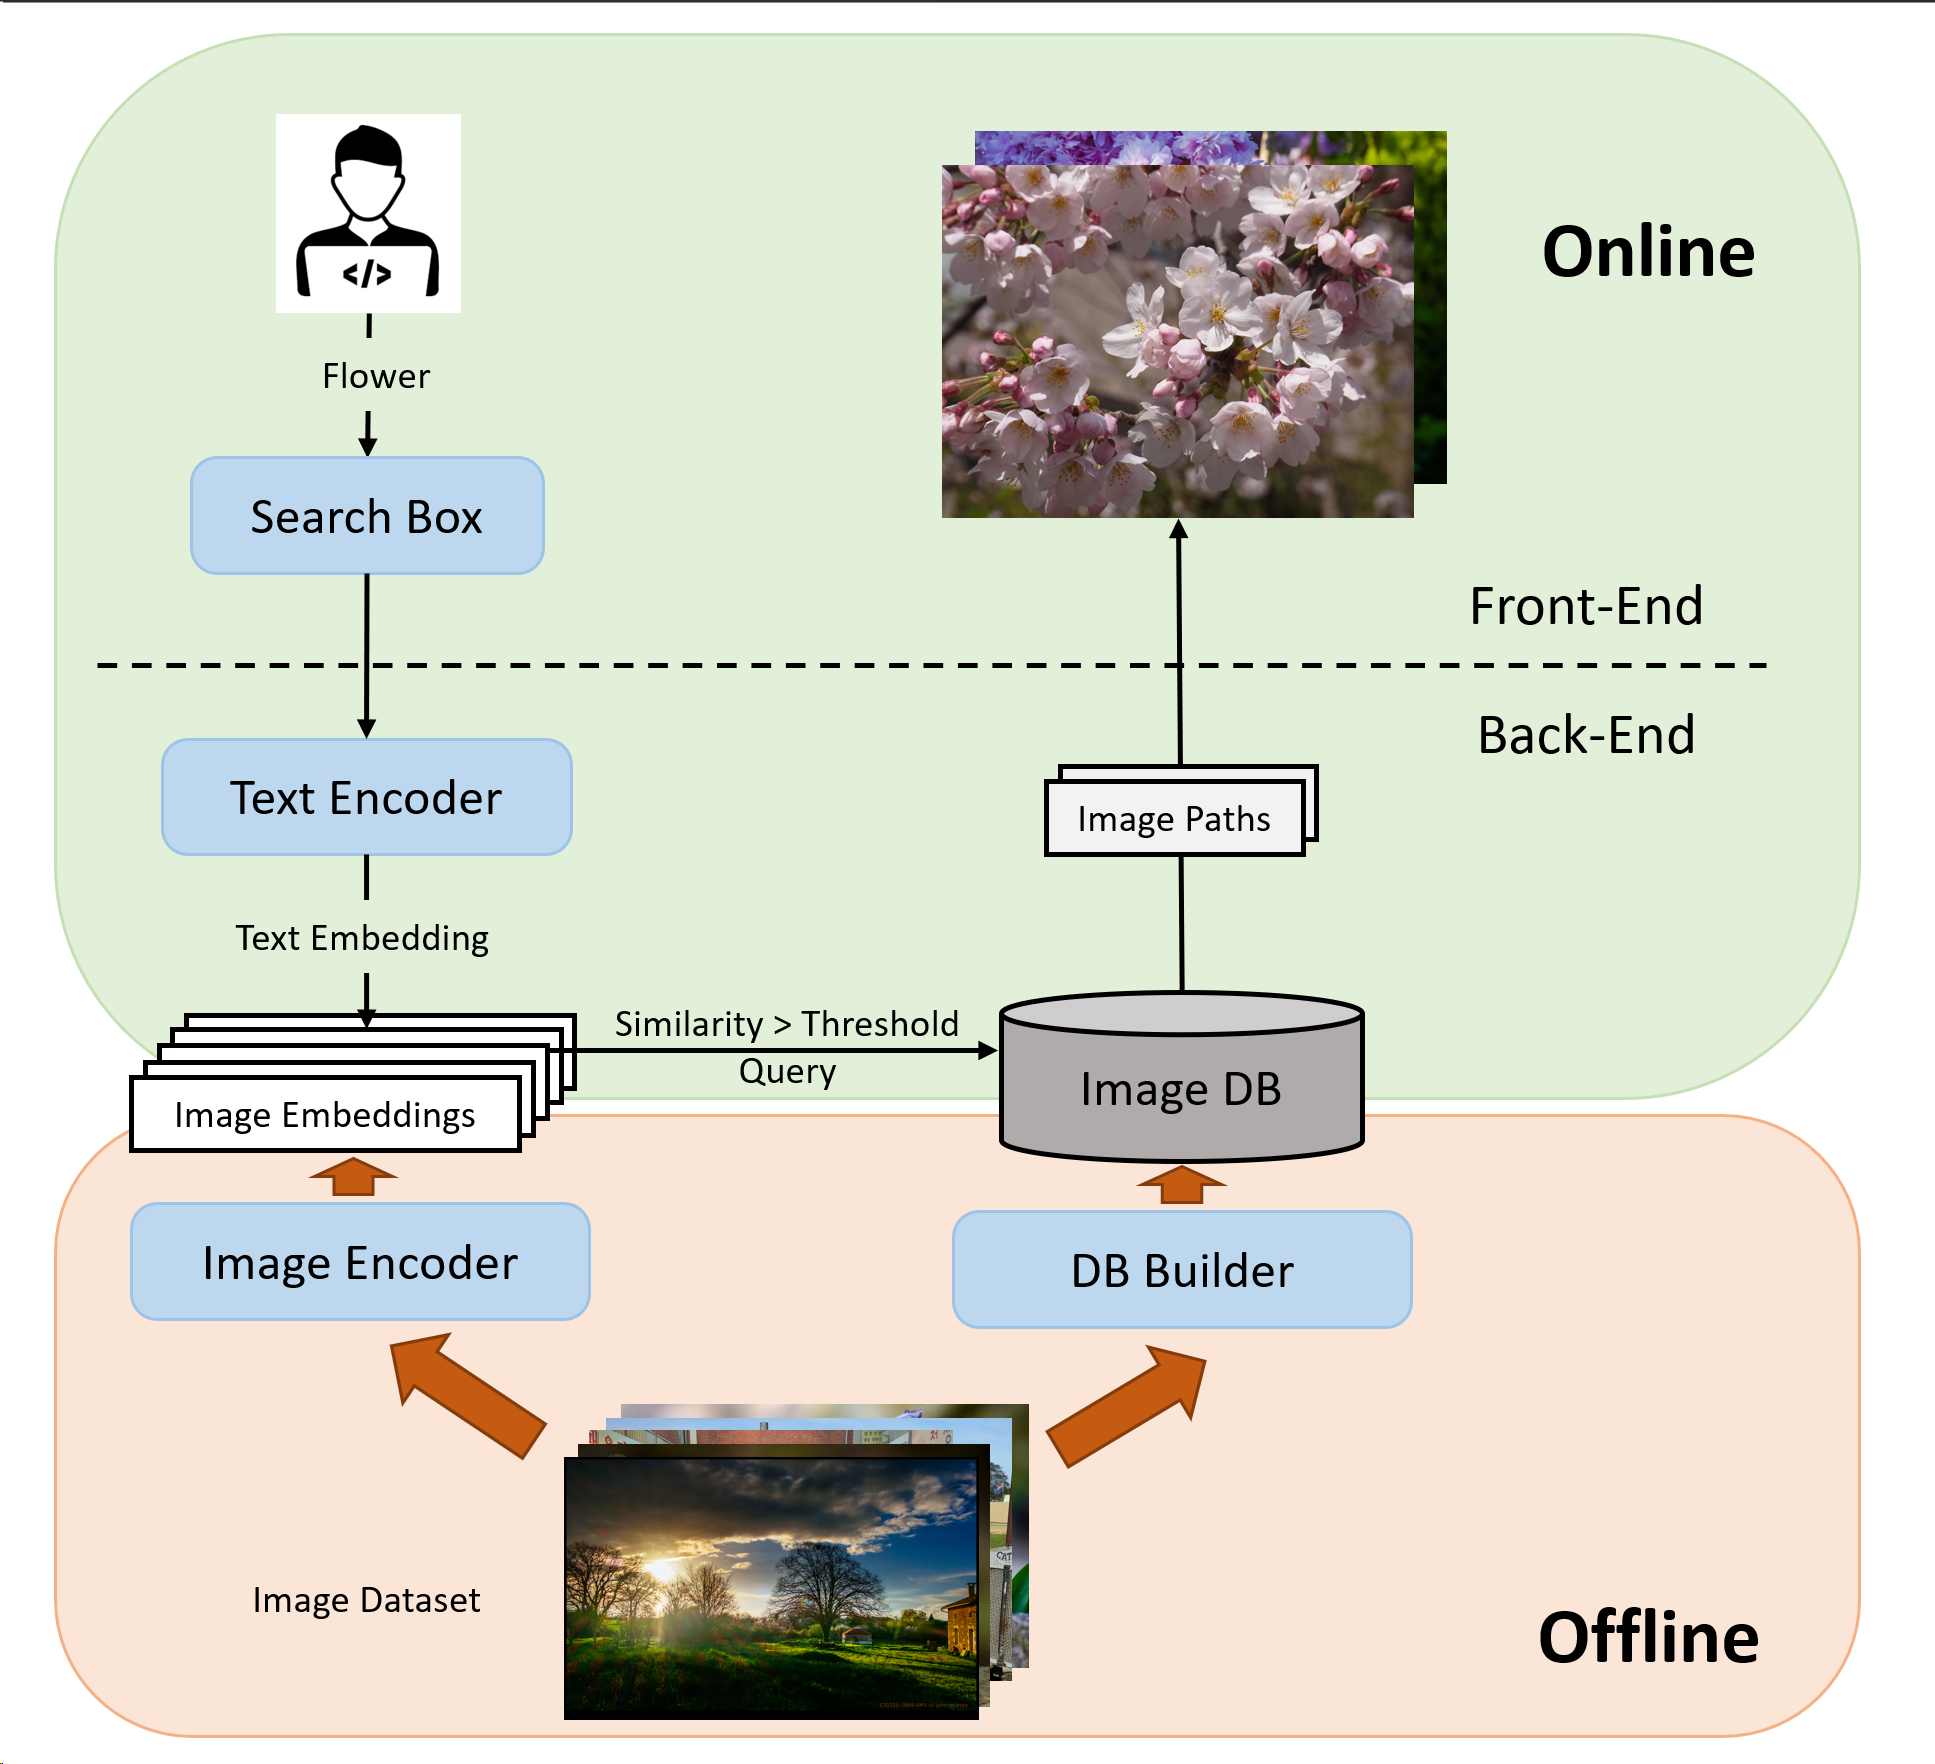 </>
Online
Flower
Search Box
Front-End
Back-End
Text Encoder
Image Paths
Text Embedding
Similarity > Threshold
Query
Image Embeddings
Image DB
Image Encoder
DB Builder
CAT
Image Dataset
Offline